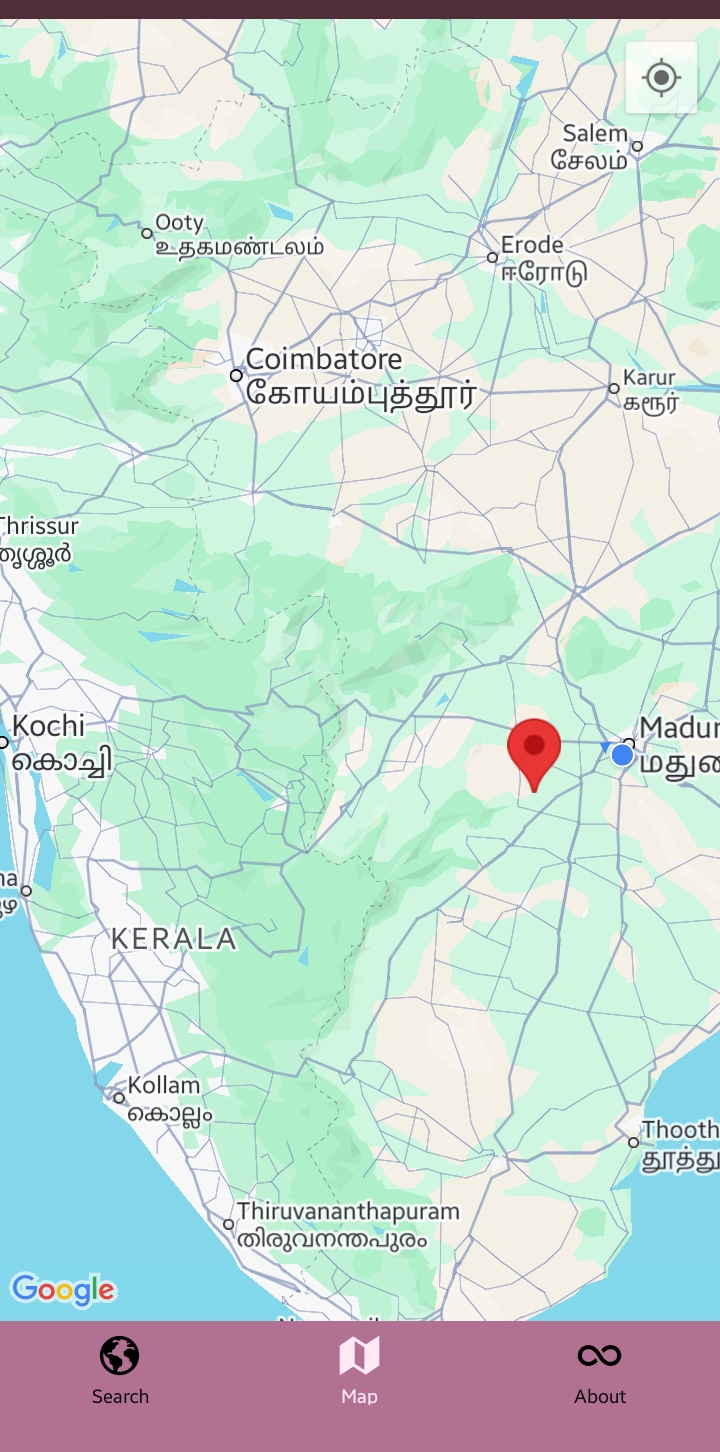 Salem
சேலம்
Ooty
உதகமண்டலம்
Erode
ஈரோடு
Coimbatore
கோயம்புத்தூர்
Karur
கரூர்
Thrissur
തൃശ്ശൂർ
Kochi
കൊച്ചി
Madur
மதுரை
KERALA
Kollam
കൊല്ലം
Thooth
தூத்து
Thiruvananthapuram
തിരുവനന്തപുരം
Google
Search
Map
About